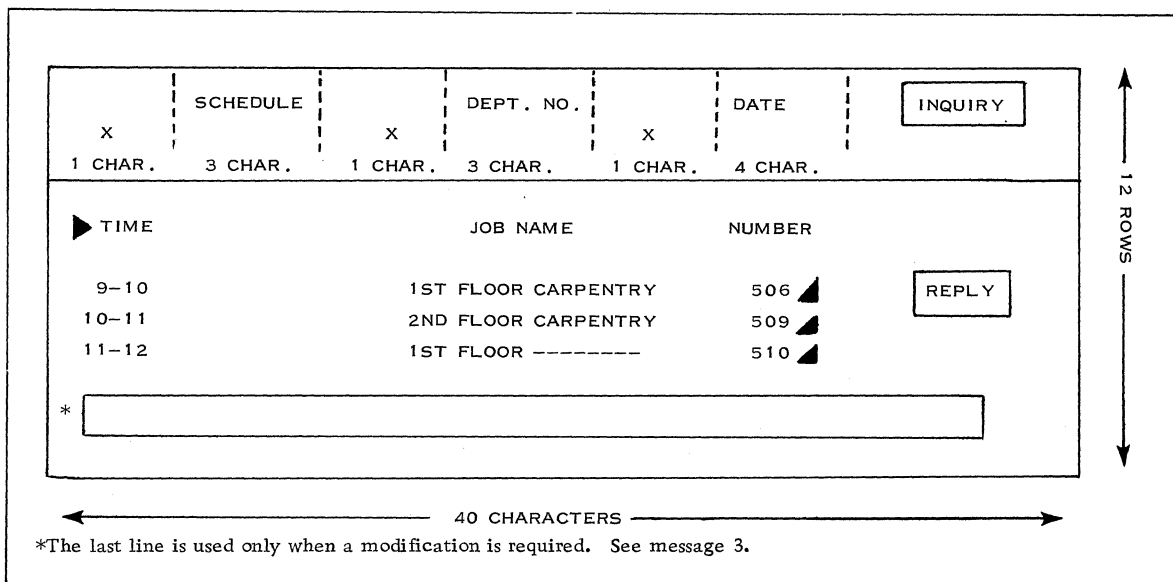 SCHEDULE DEPT. NO. DATE INQUIRY
X X X
1 CHAR. 3 CHAR. 1 CHAR. 3 CHAR. 1 CHAR. 4 CHAR.
TIME JOB NAME NUMBER
9-10 1ST FLOOR CARPENTRY 506 REPLY
10-11 2ND FLOOR CARPENTRY 509
11-12 1ST FLOOR -------- 510
*
12 ROWS
40 CHARACTERS
*The last line is used only when a modification is required. See message 3.